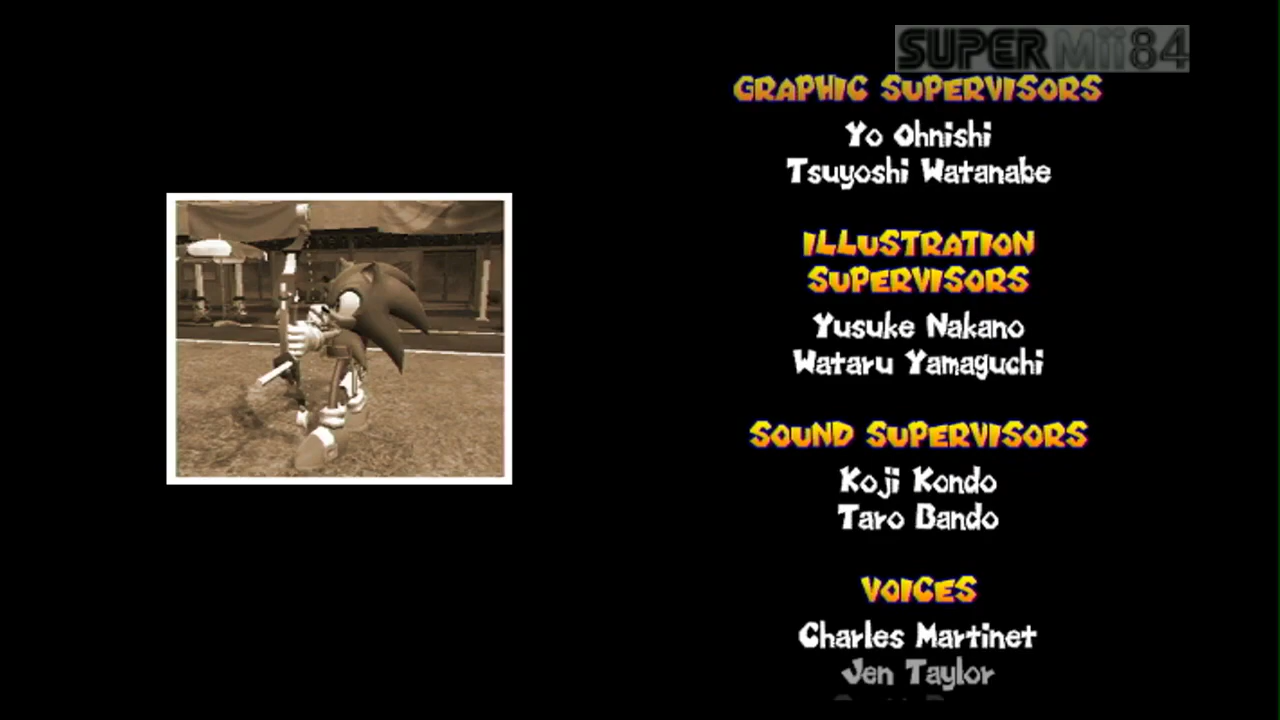 SUPERMii84
GRAPHIC SUPERVISORS
Yo Ohnishi
Tsuyoshi Watanabe
ILLUSTRATION
SUPERVISORS
Yusuke Nakano
Wataru Yamaguchi
SOUND SUPERVISORS
Koji Kondo
Taro Bando
VOICES
Charles Martinet
Jen Taylor